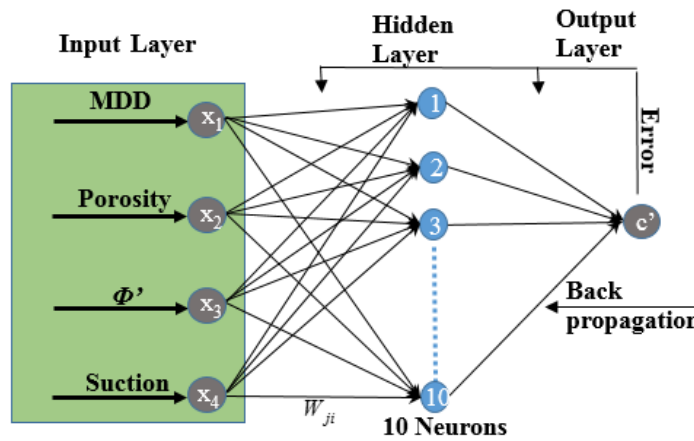 Input Layer
Hidden
Layer
Output
Layer
MDD
x1
Porosity
x2
Φ’
x3
Suction
x4
Wji
1
2
3
10
10 Neurons
c’
Error
Back
propagation